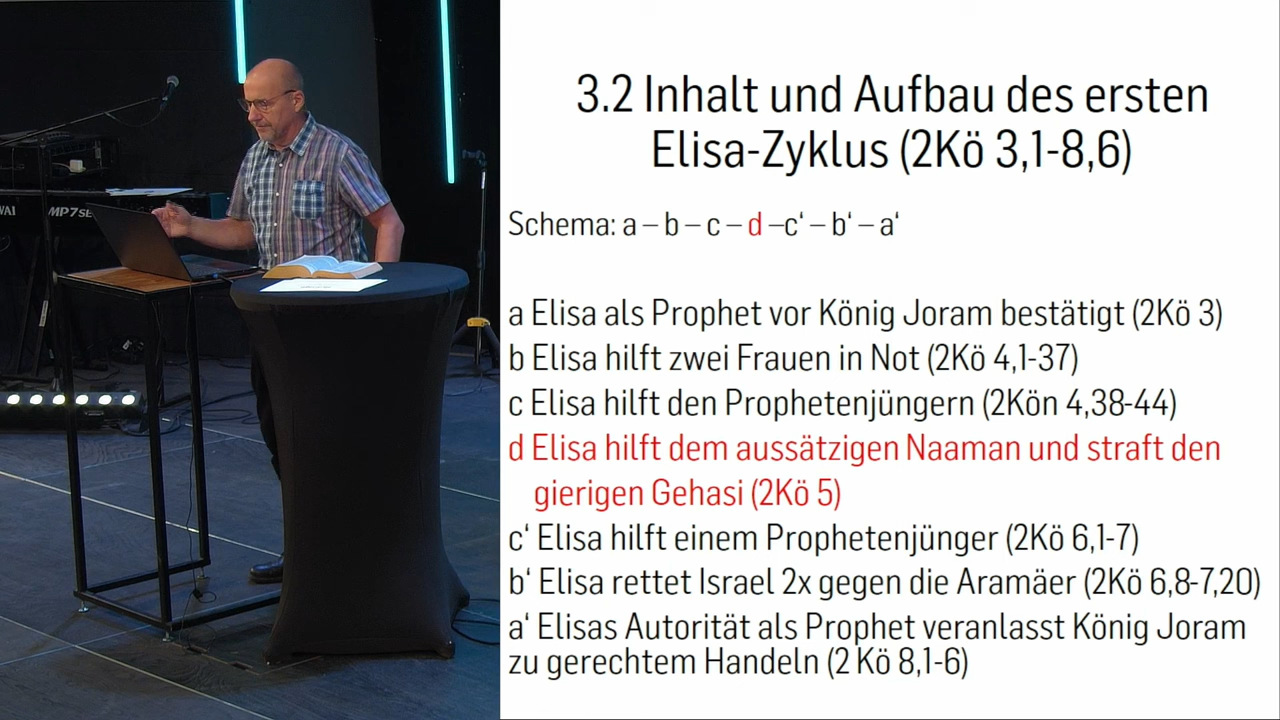 3.2 Inhalt und Aufbau des ersten
Elisa-Zyklus (2Kö 3,1-8,6)
Schema: a – b – c – d –c‘ – b‘ – a‘
a Elisa als Prophet vor König Joram bestätigt (2Kö 3)
b Elisa hilft zwei Frauen in Not (2Kö 4,1-37)
c Elisa hilft den Prophetenjüngern (2Kön 4,38-44)
d Elisa hilft dem aussätzigen Naaman und straft den
gierigen Gehasi (2Kö 5)
c‘ Elisa hilft einem Prophetenjünger (2Kö 6,1-7)
b‘ Elisa rettet Israel 2x gegen die Aramäer (2Kö 6,8-7,20)
a‘ Elisas Autorität als Prophet veranlasst König Joram
zu gerechtem Handeln (2 Kö 8,1-6)
WAI MP7SE